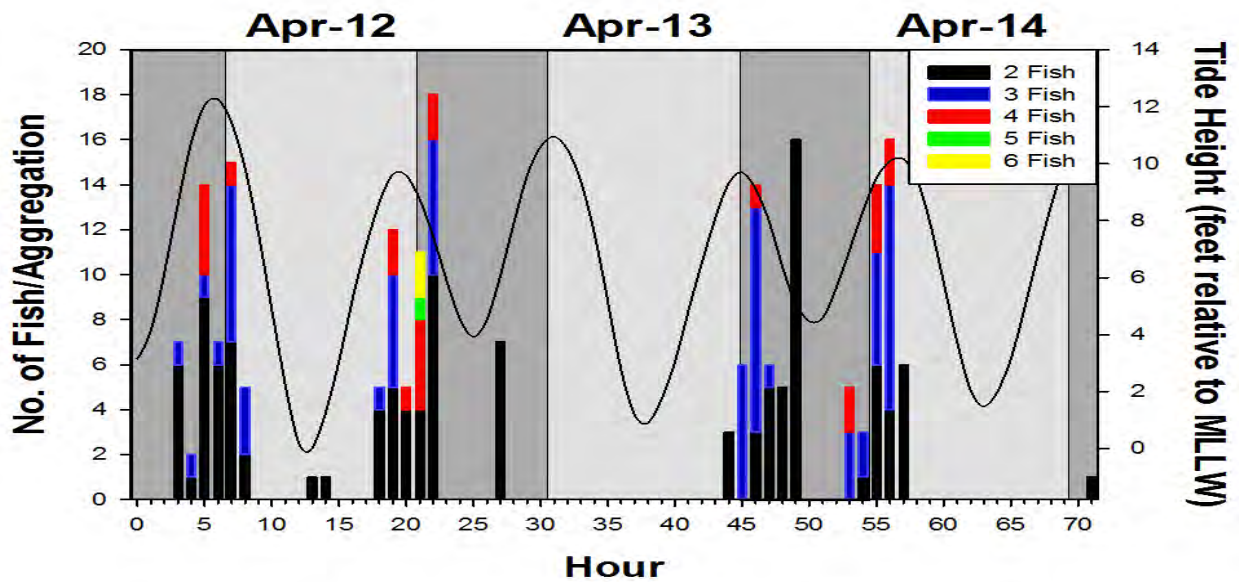 Apr-12 Apr-13 Apr-14
No. of Fish/Aggregation
20
18
16
14
12
10
8
6
4
2
0
2 Fish
3 Fish
4 Fish
5 Fish
6 Fish
14
12
10
8
6
4
2
0
Tide Height (feet relative to MLLW)
0 5 10 15 20 25 30 35 40 45 50 55 60 65 70
Hour